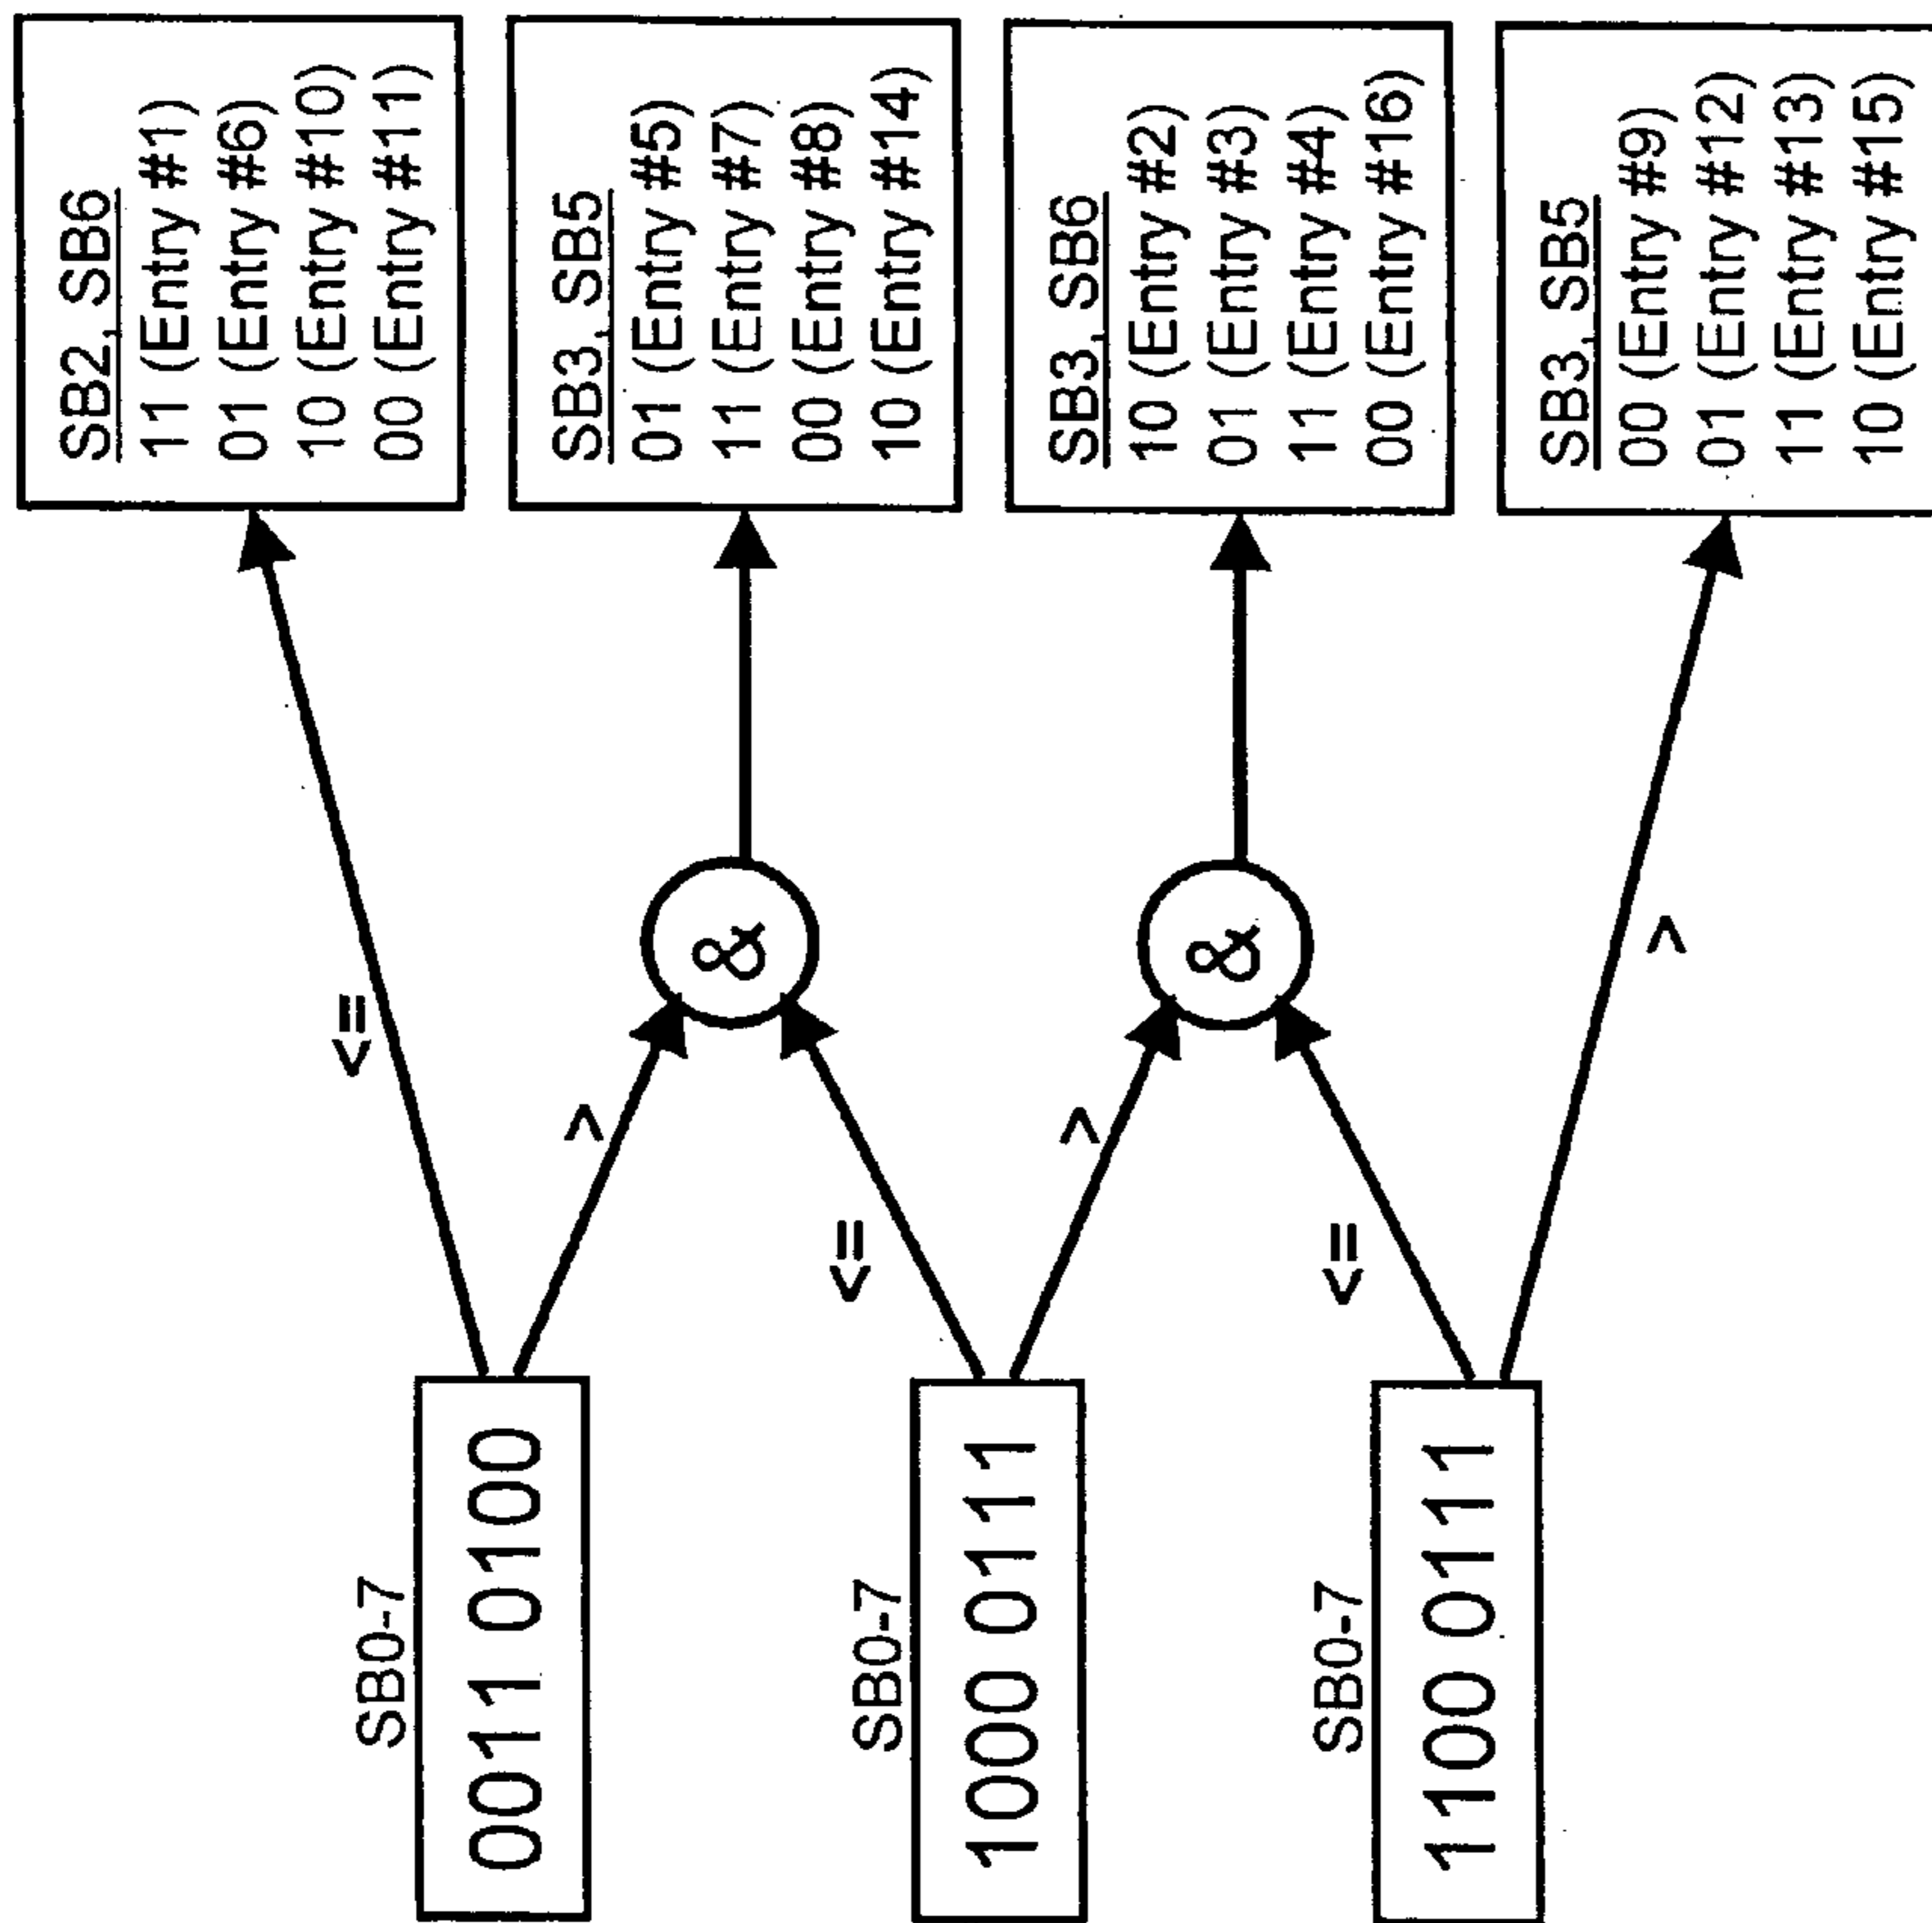 SB0-7
0011 0100
SB0-7
1000 0111
SB0-7
1100 0111
<=
>
<=
>
<=
>
&
&
SB2, SB6
11 (Entry #1)
01 (Entry #6)
10 (Entry #10)
00 (Entry #11)
SB3, SB5
01 (Entry #5)
11 (Entry #7)
00 (Entry #8)
10 (Entry #14)
SB3, SB6
10 (Entry #2)
01 (Entry #3)
11 (Entry #4)
00 (Entry #16)
SB3, SB5
00 (Entry #9)
01 (Entry #12)
11 (Entry #13)
10 (Entry #15)